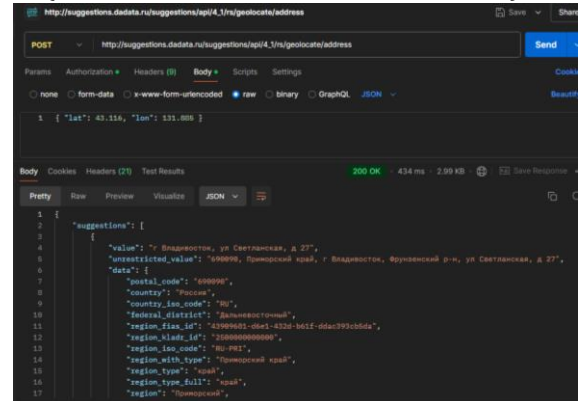 http://suggestions.dadata.ru/suggestions/api/4_1/rs/geolocate/address
Save
Share
POST
http://suggestions.dadata.ru/suggestions/api/4_1/rs/geolocate/address
Send
Params Authorization Headers (9) Body Scripts Settings
Cookie
none form-data x-www-form-urlencoded raw binary GraphQL JSON
Beautif
1 { "lat": 43.116, "lon": 131.885 }
Body Cookies Headers (21) Test Results
200 OK · 434 ms · 2.99 KB
Save Response
Pretty Raw Preview Visualize JSON
1 {
2 "suggestions": [
3 {
4 "value": "г Владивосток, ул Светланская, д 27",
5 "unrestricted_value": "690090, Приморский край, г Владивосток, Фрунзенский р-н, ул Светланская, д 27",
6 "data": {
7 "postal_code": "690090",
8 "country": "Россия",
9 "country_iso_code": "RU",
10 "federal_district": "Дальневосточный",
11 "region_fias_id": "43909681-d6e1-432d-b61f-ddac393cb5da",
12 "region_kladr_id": "2500000000000",
13 "region_iso_code": "RU-PRI",
14 "region_with_type": "Приморский край",
15 "region_type": "край",
16 "region_type_full": "край",
17 "region": "Приморский",